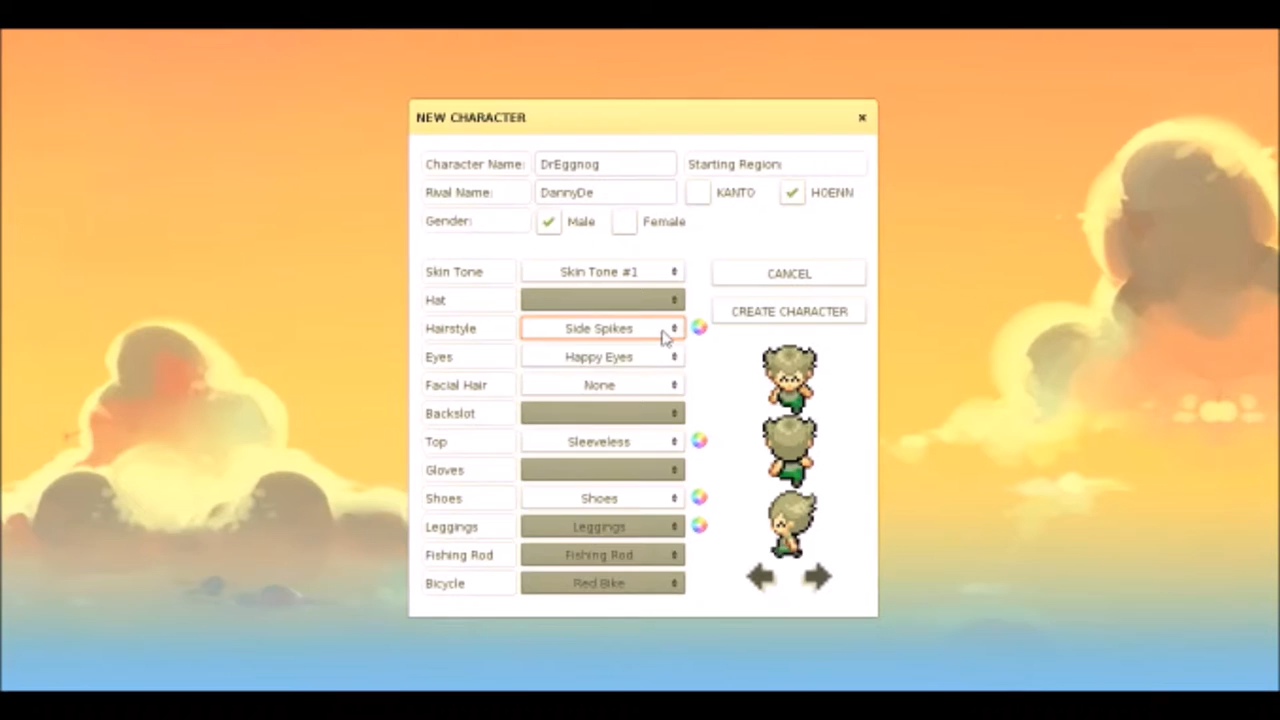 NEW CHARACTER
Character Name: DrEggnog Starting Region:
Rival Name: DannyDe KANTO HOENN
Gender: Male Female
Skin Tone Skin Tone #1 CANCEL
Hat
CREATE CHARACTER
Hairstyle Side Spikes
Eyes Happy Eyes
Facial Hair None
Backslot
Top Sleeveless
Gloves
Shoes Shoes
Leggings Leggings
Fishing Rod Fishing Rod
Bicycle Red Bike